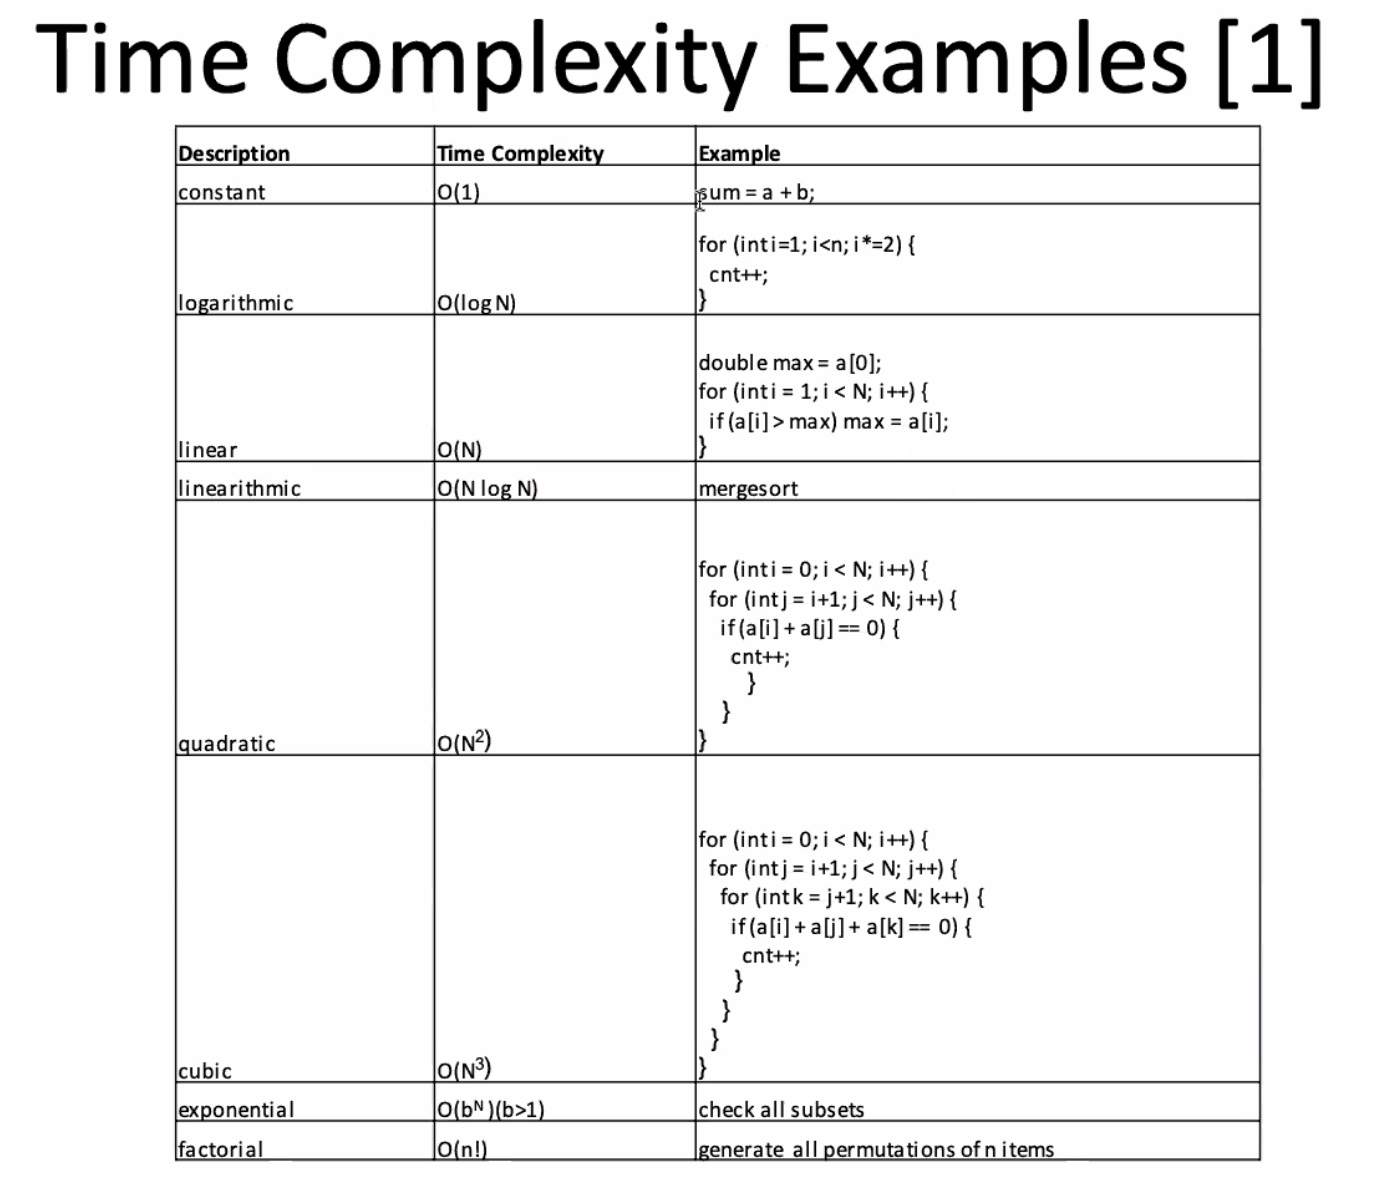 Time Complexity Examples [1]
Description Time Complexity Example
constant O(1) sum = a + b;
for (int i=1; i<n; i*=2) {
cnt++;
logarithmic O(log N) }
double max = a[0];
for (int i = 1; i < N; i++) {
if (a[i] > max) max = a[i];
linear O(N) }
linearithmic O(N log N) mergesort
for (int i = 0; i < N; i++) {
for (int j = i+1; j < N; j++) {
if (a[i] + a[j] == 0) {
cnt++;
}
}
quadratic O(N²) }
for (int i = 0; i < N; i++) {
for (int j = i+1; j < N; j++) {
for (int k = j+1; k < N; k++) {
if (a[i] + a[j] + a[k] == 0) {
cnt++;
}
}
}
cubic O(N³) }
exponential O(bᴺ)(b>1) check all subsets
factorial O(n!) generate all permutations of n items